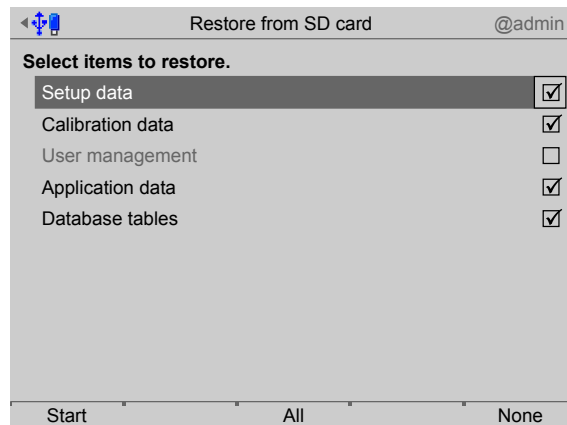 Restore from SD card @admin
Select items to restore.
Setup data
Calibration data
User management
Application data
Database tables
Start All None